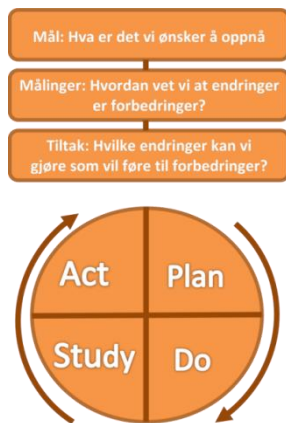 Mål: Hva er det vi ønsker å oppnå
Målinger: Hvordan vet vi at endringer
er forbedringer?
Tiltak: Hvilke endringer kan vi
gjøre som vil føre til forbedringer?
Act
Plan
Study
Do